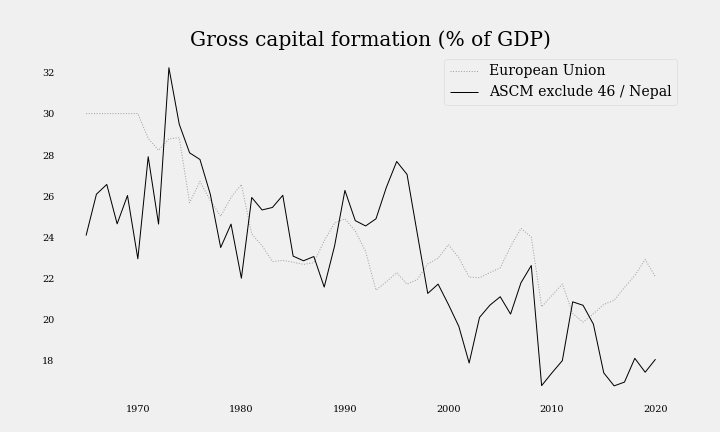 Gross capital formation (% of GDP)
European Union
ASCM exclude 46 / Nepal
32
30
28
26
24
22
20
18
1970 1980 1990 2000 2010 2020